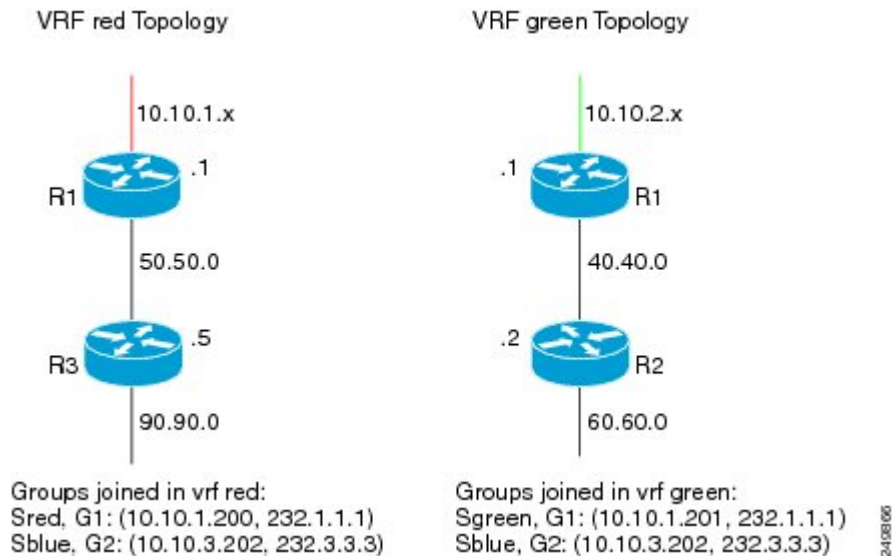 VRF red Topology
10.10.1.x
.1
R1
50.50.0
.5
R3
90.90.0
Groups joined in vrf red:
Sred, G1: (10.10.1.200, 232.1.1.1)
Sblue, G2: (10.10.3.202, 232.3.3.3)
VRF green Topology
10.10.2.x
.1
R1
40.40.0
.2
R2
60.60.0
Groups joined in vrf green:
Sgreen, G1: (10.10.1.201, 232.1.1.1)
Sblue, G2: (10.10.3.202, 232.3.3.3)